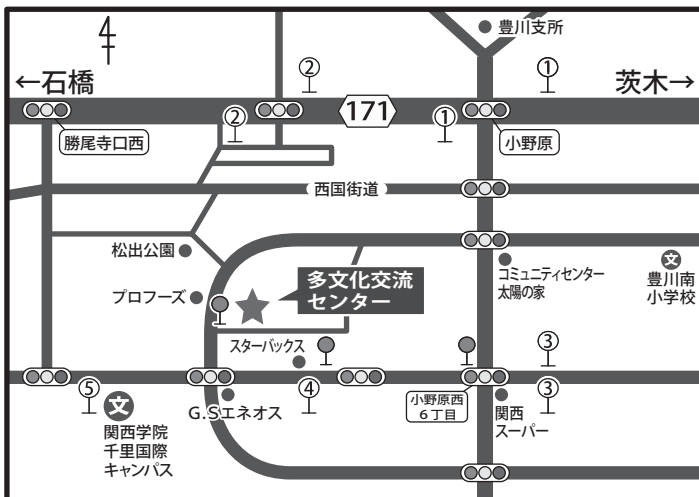 豊川支所
②
①
←石橋
茨木→
171
②
①
勝尾寺口西
小野原
西国街道
松出公園
多文化交流
センター
コミュニティセンター
太陽の家
文
豊川南
小学校
プロフーズ
スターバックス
③
⑤
④
③
文
G.Sエネオス
小野原西
6丁目
関西
スーパー
関西学院
千里国際
キャンパス